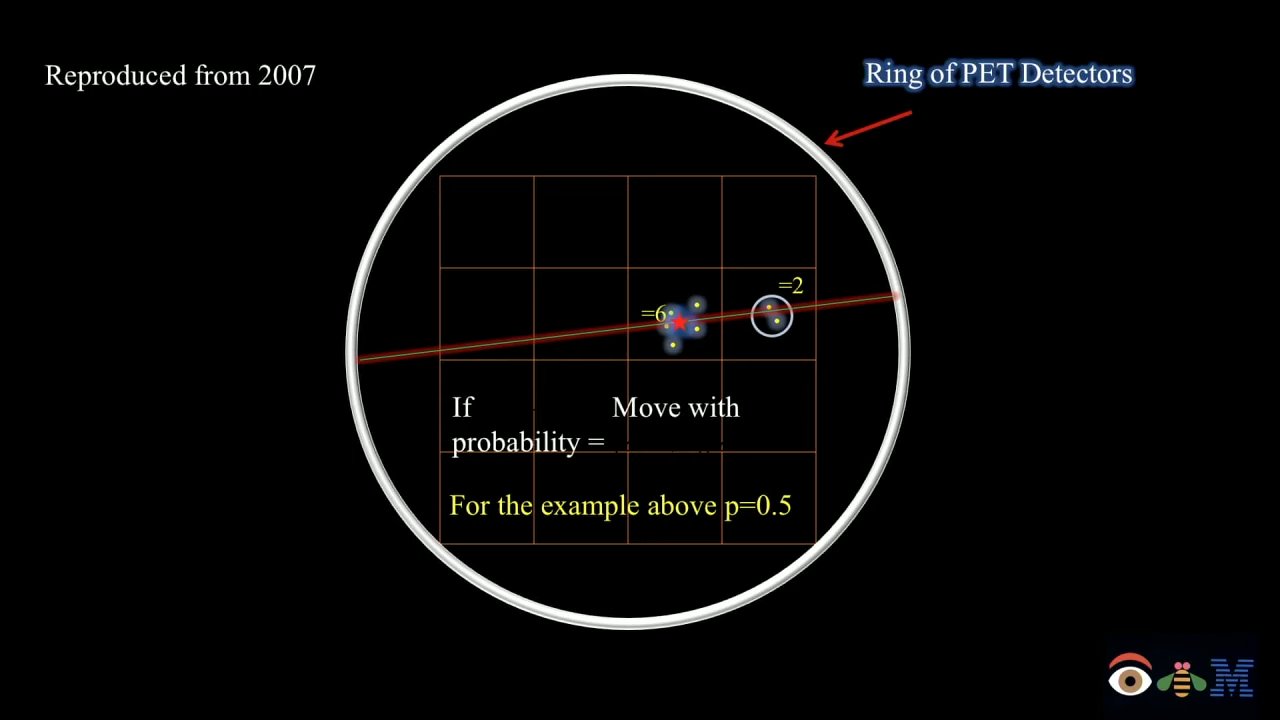 Reproduced from 2007
Ring of PET Detectors
=2
=6
If Move with
probability =
For the example above p=0.5
M